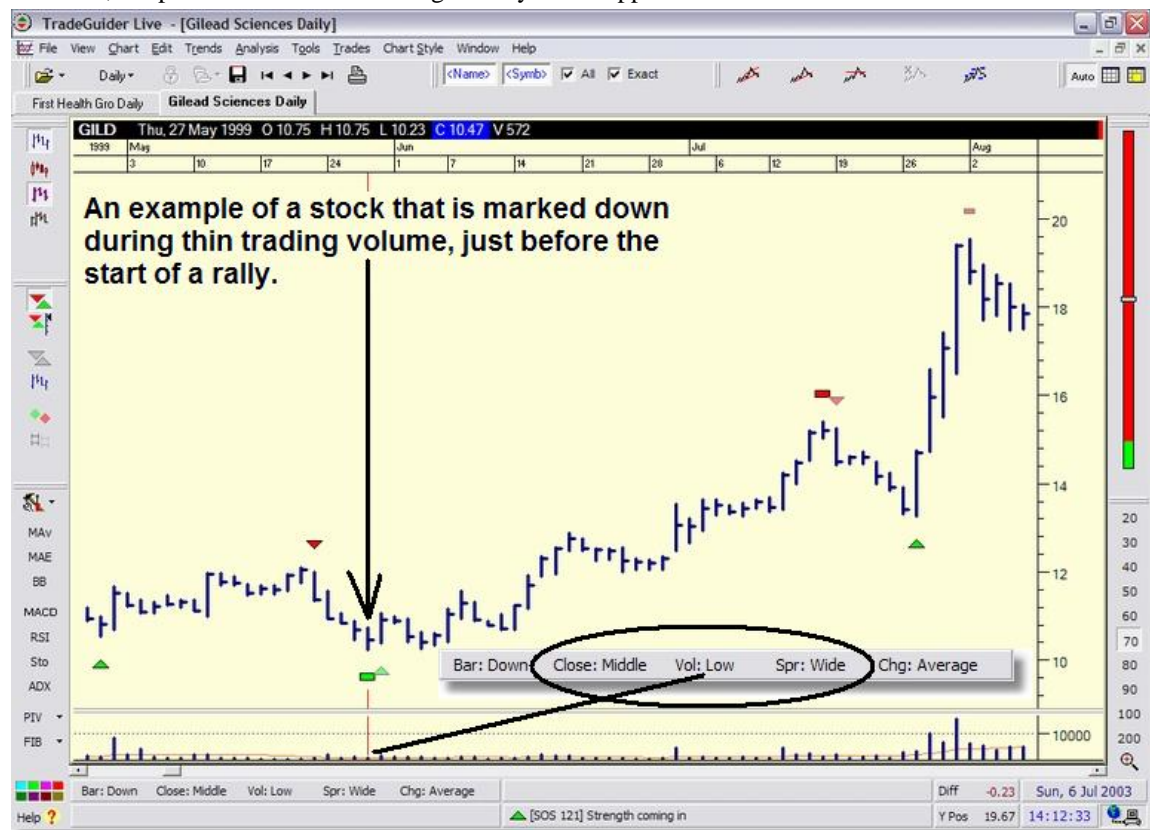 TradeGuider Live - [Gilead Sciences Daily]
File View Chart Edit Trends Analysis Tools Trades Chart Style Window Help
Daily <Name> <Symb> All Exact Auto
First Health Gro Daily Gilead Sciences Daily
GILD Thu, 27 May 1999 O 10.75 H 10.75 L 10.23 C 10.47 V 572
1999 May Jun Jul Aug
3 10 17 24 1 7 14 21 28 6 12 19 26 2
An example of a stock that is marked down
during thin trading volume, just before the
start of a rally.
20
18
16
14
12
10
Bar: Down Close: Middle Vol: Low Spr: Wide Chg: Average
10000
MAv
MAE
BB
MACD
RSI
Sto
ADX
PIV
FIB
20
30
40
50
60
70
80
90
100
200
Bar: Down Close: Middle Vol: Low Spr: Wide Chg: Average Diff -0.23 Sun, 6 Jul 2003
Help ? [SOS 121] Strength coming in Y Pos 19.67 14:12:33